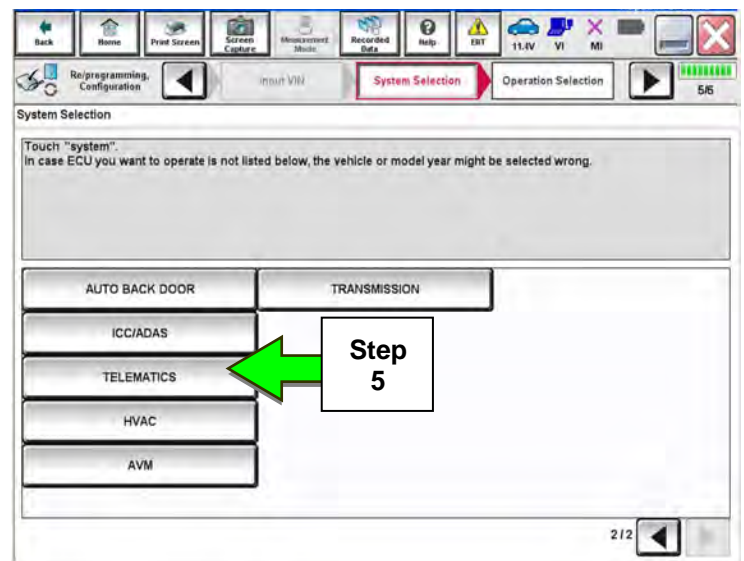 Back
Home
Print Screen
Screen Capture
Measurement Mode
Recorded Data
Help
ERT
11.4V
VI
MI
Re/programming, Configuration
Input VIN
System Selection
Operation Selection
5/6
System Selection
Touch "system".
In case ECU you want to operate is not listed below, the vehicle or model year might be selected wrong.
AUTO BACK DOOR
TRANSMISSION
ICC/ADAS
TELEMATICS
HVAC
AVM
Step
5
2/2